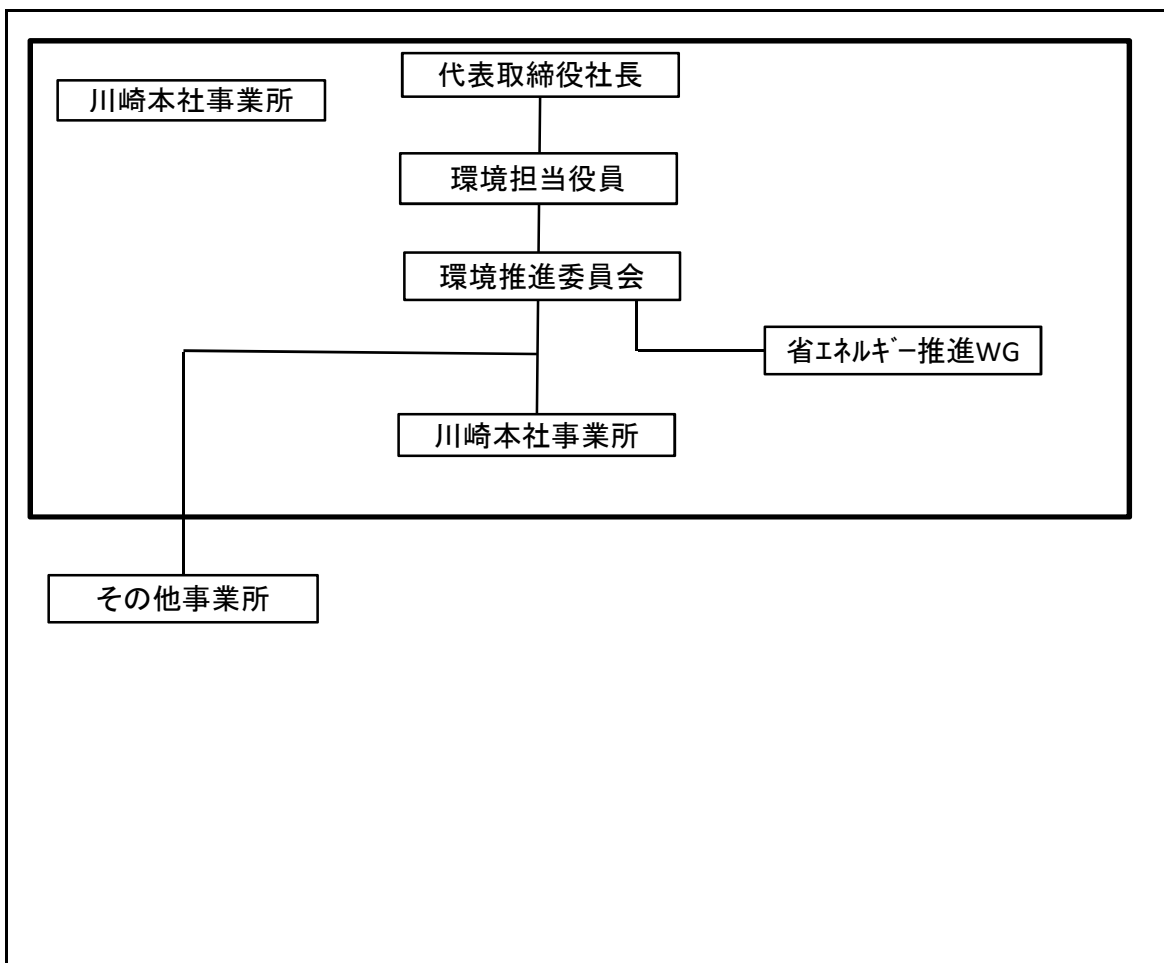 代表取締役社長
川崎本社事業所
環境担当役員
環境推進委員会
省ｴﾈﾙｷﾞｰ推進WG
川崎本社事業所
その他事業所